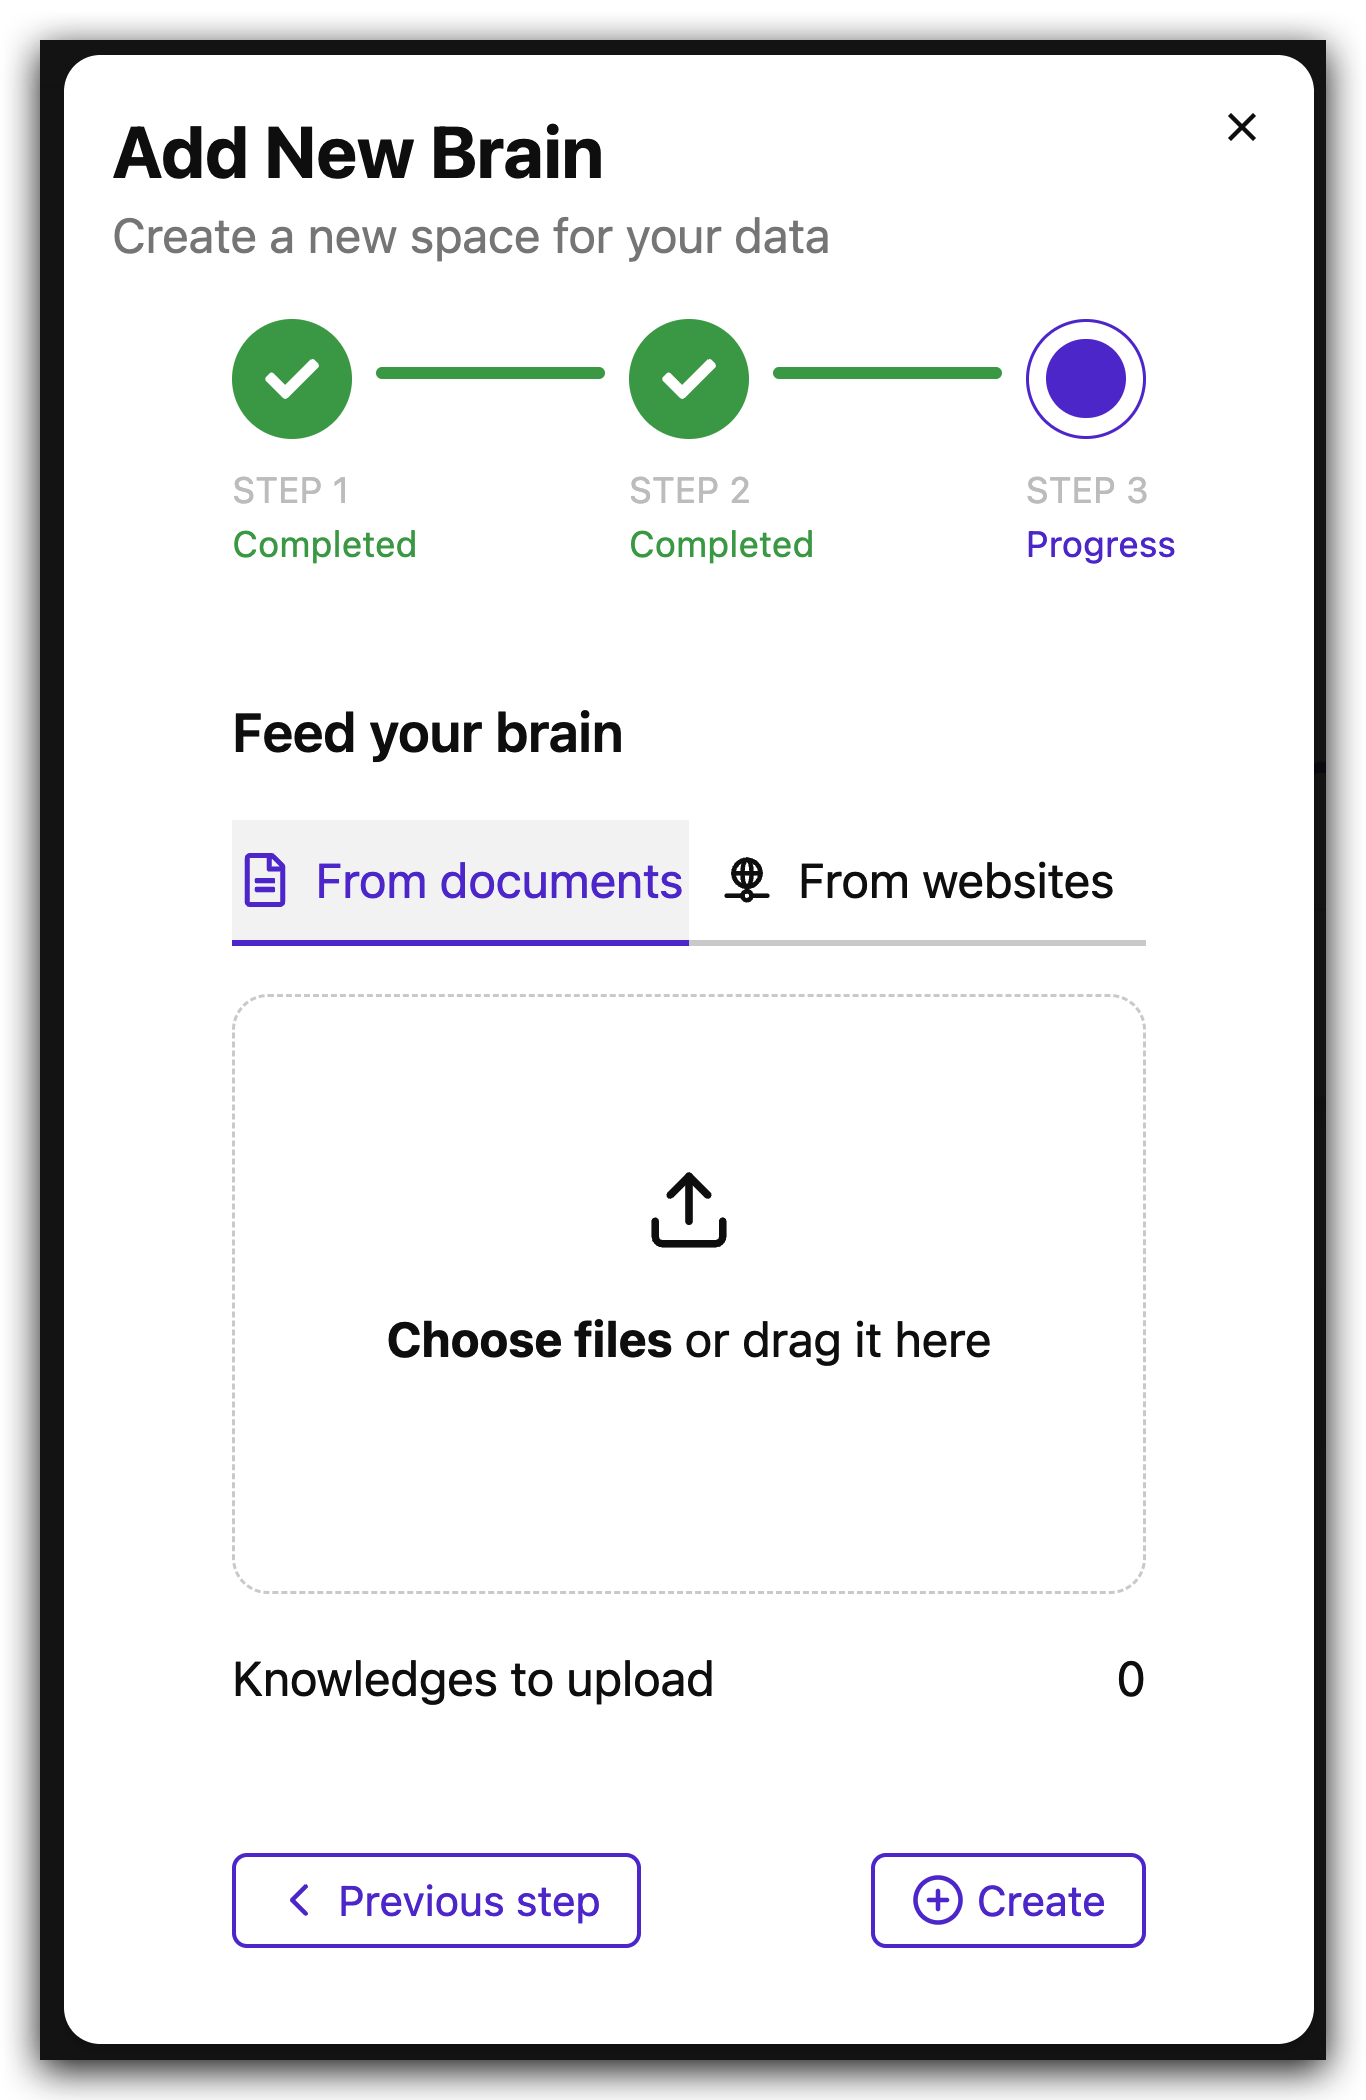 Add New Brain
Create a new space for your data
STEP 1
Completed
STEP 2
Completed
STEP 3
Progress
Feed your brain
From documents
From websites
Choose files or drag it here
Knowledges to upload 0
Previous step
Create